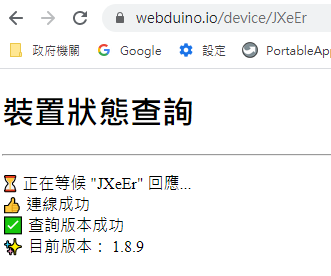 webduino.io/device/JXeEr
政府機關
Google
設定
PortableApp
裝置狀態查詢
⏳ 正在等候 "JXeEr" 回應...
👍 連線成功
✅ 查詢版本成功
✨ 目前版本： 1.8.9